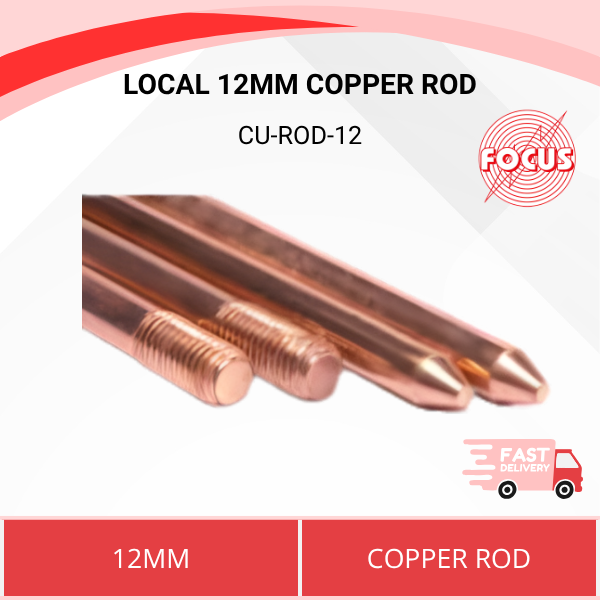 LOCAL 12MM COPPER ROD
CU-ROD-12
FOCUS
FAST
DELIVERY
12MM
COPPER ROD